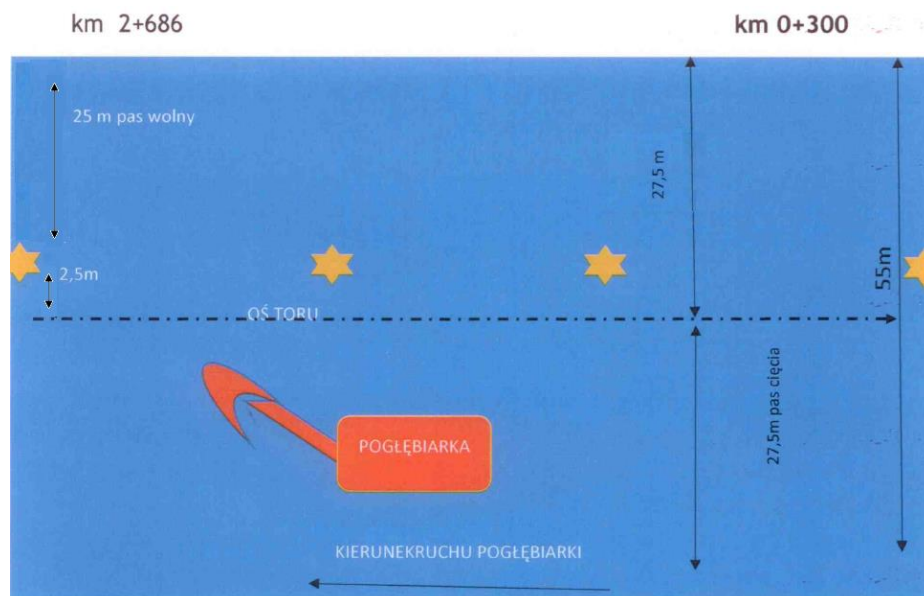 km 2+686
km 0+300
25 m pas wolny
27,5 m
2,5m
55m
OŚ TORU
27,5m pas cięcia
POGŁĘBIARKA
KIERUNEKRUCHU POGŁĘBIARKI